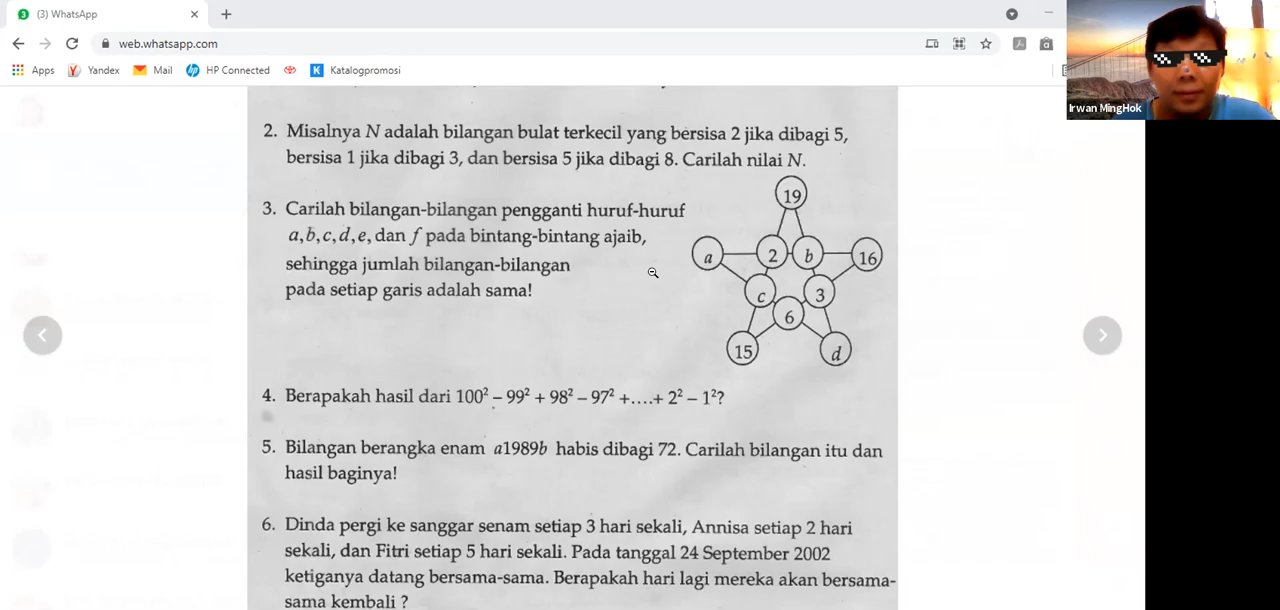 (3) WhatsApp
web.whatsapp.com
Apps
Yandex
Mail
HP Connected
Katalogpromosi
Irwan MingHok
2. Misalnya N adalah bilangan bulat terkecil yang bersisa 2 jika dibagi 5,
bersisa 1 jika dibagi 3, dan bersisa 5 jika dibagi 8. Carilah nilai N.
3. Carilah bilangan-bilangan pengganti huruf-huruf
a, b, c, d, e, dan f pada bintang-bintang ajaib,
sehingga jumlah bilangan-bilangan
pada setiap garis adalah sama!
19
a 2 b 16
c 3
6
15 d
4. Berapakah hasil dari 100² – 99² + 98² – 97² +....+ 2² – 1²?
5. Bilangan berangka enam a1989b habis dibagi 72. Carilah bilangan itu dan
hasil baginya!
6. Dinda pergi ke sanggar senam setiap 3 hari sekali, Annisa setiap 2 hari
sekali, dan Fitri setiap 5 hari sekali. Pada tanggal 24 September 2002
ketiganya datang bersama-sama. Berapakah hari lagi mereka akan bersama-
sama kembali ?